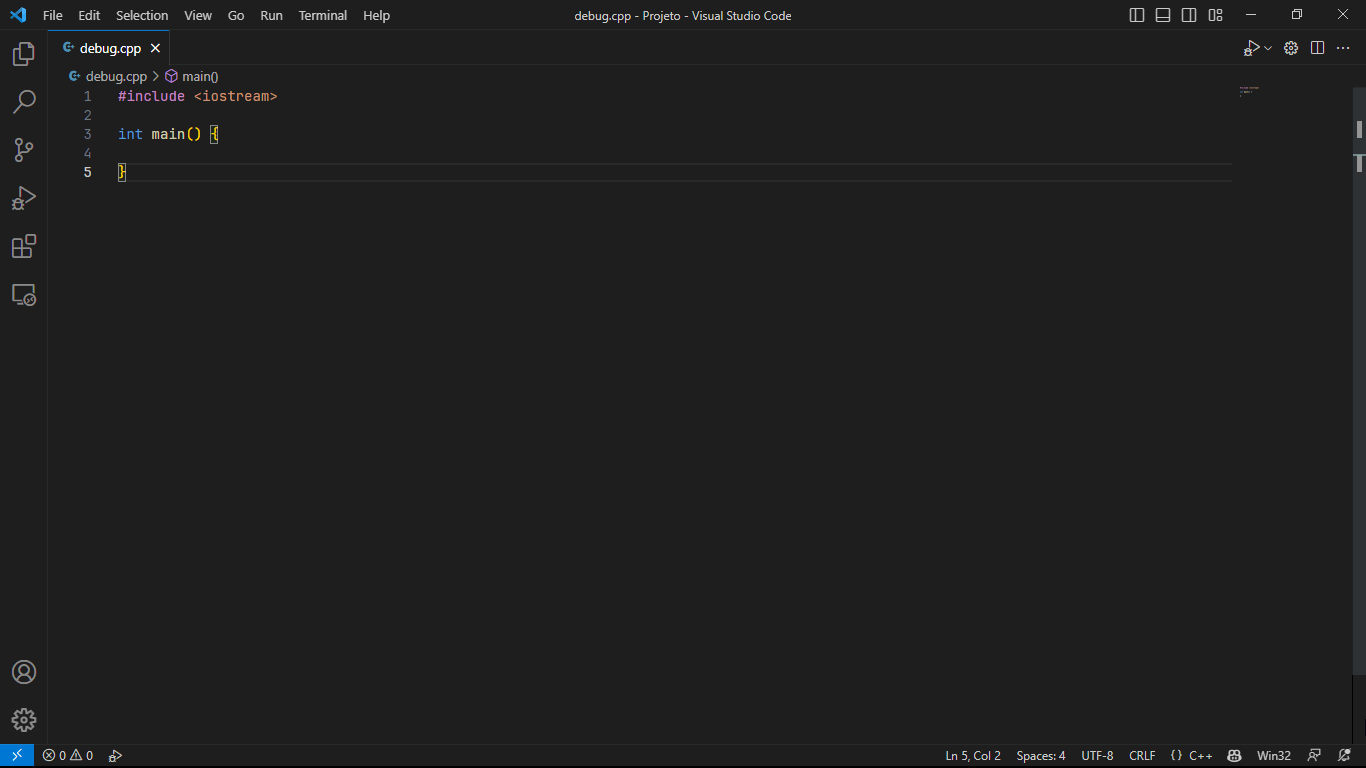 File Edit Selection View Go Run Terminal Help debug.cpp - Projeto - Visual Studio Code
debug.cpp
debug.cpp > main()
1 #include <iostream>
2
3 int main() {
4
5 }
0 0 Ln 5, Col 2 Spaces: 4 UTF-8 CRLF {} C++ Win32